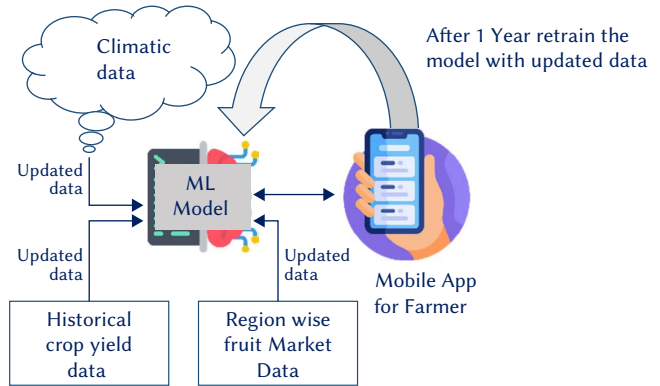 Climatic
data
After 1 Year retrain the
model with updated data
Updated
data
ML
Model
Updated
data
Updated
data
Mobile App
for Farmer
Historical
crop yield
data
Region wise
fruit Market
Data